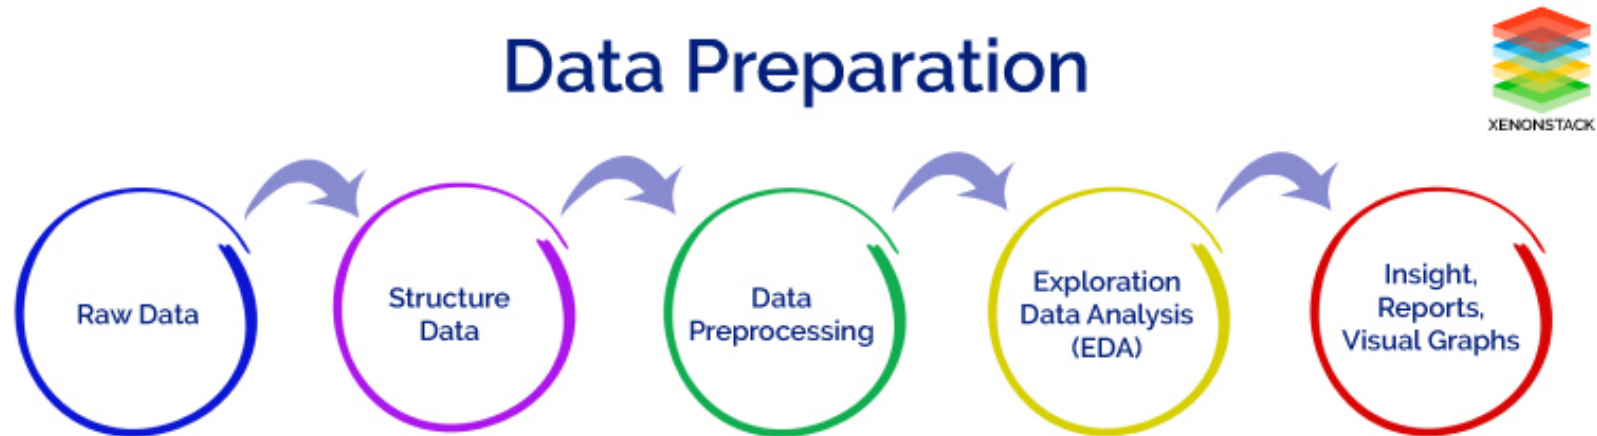 Data Preparation
XENONSTACK
Raw Data
Structure
Data
Data
Preprocessing
Exploration
Data Analysis
(EDA)
Insight,
Reports,
Visual Graphs